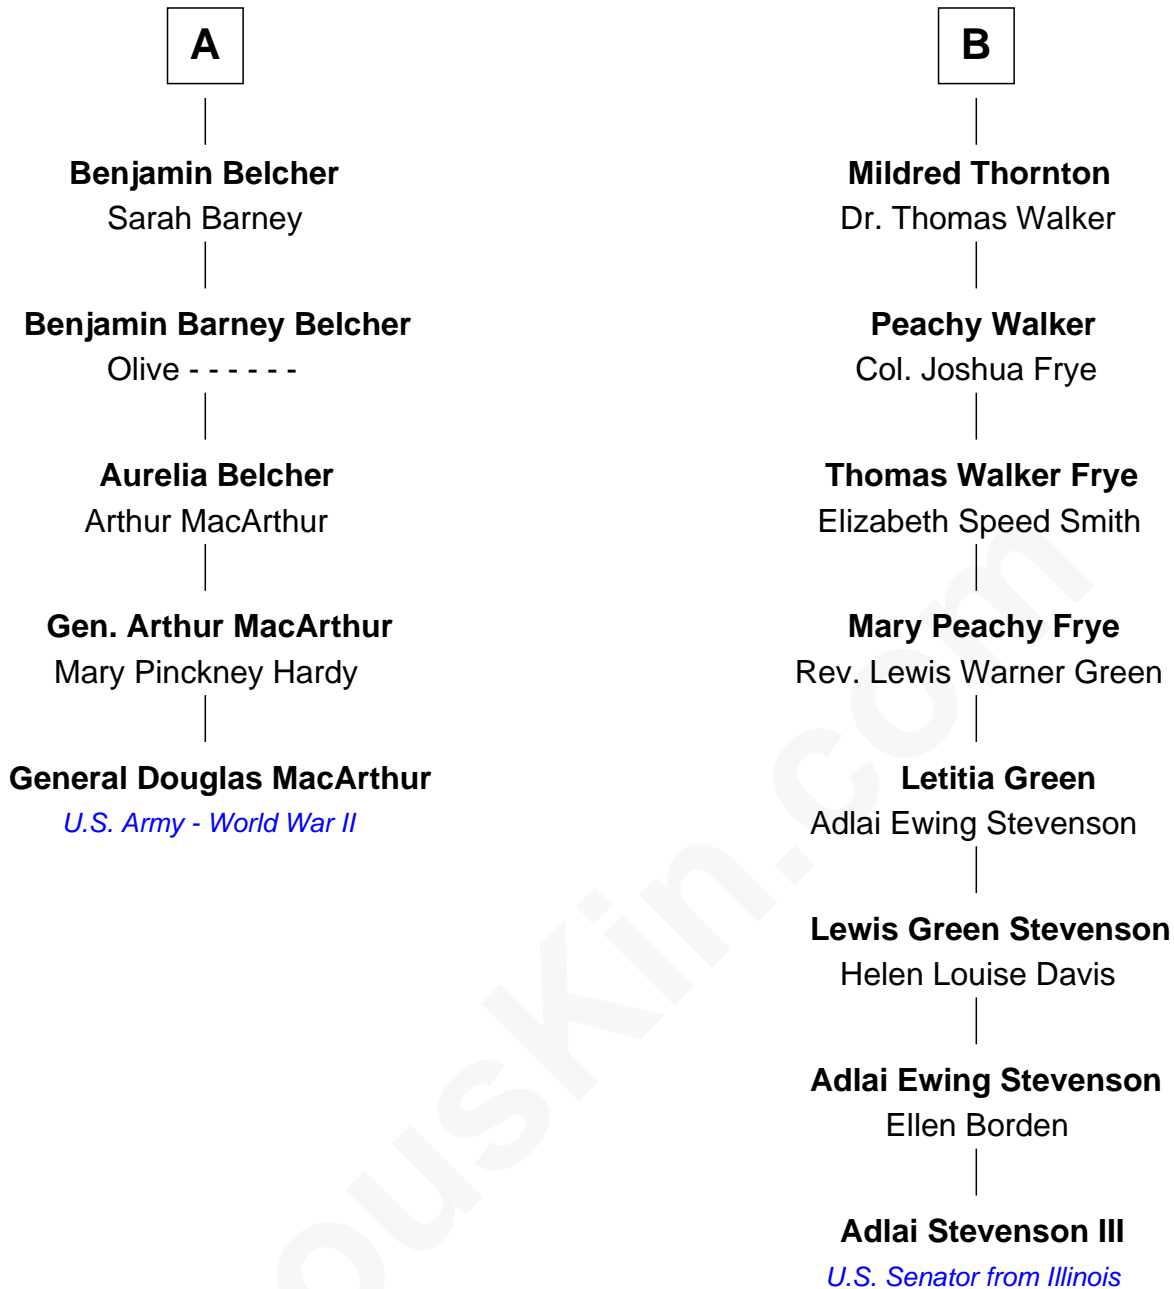 A
Benjamin Belcher
Sarah Barney
Benjamin Barney Belcher
Olive - - - - - -
Aurelia Belcher
Arthur MacArthur
Gen. Arthur MacArthur
Mary Pinckney Hardy
General Douglas MacArthur
U.S. Army - World War II
B
Mildred Thornton
Dr. Thomas Walker
Peachy Walker
Col. Joshua Frye
Thomas Walker Frye
Elizabeth Speed Smith
Mary Peachy Frye
Rev. Lewis Warner Green
Letitia Green
Adlai Ewing Stevenson
Lewis Green Stevenson
Helen Louise Davis
Adlai Ewing Stevenson
Ellen Borden
Adlai Stevenson III
U.S. Senator from Illinois
ousKin.com